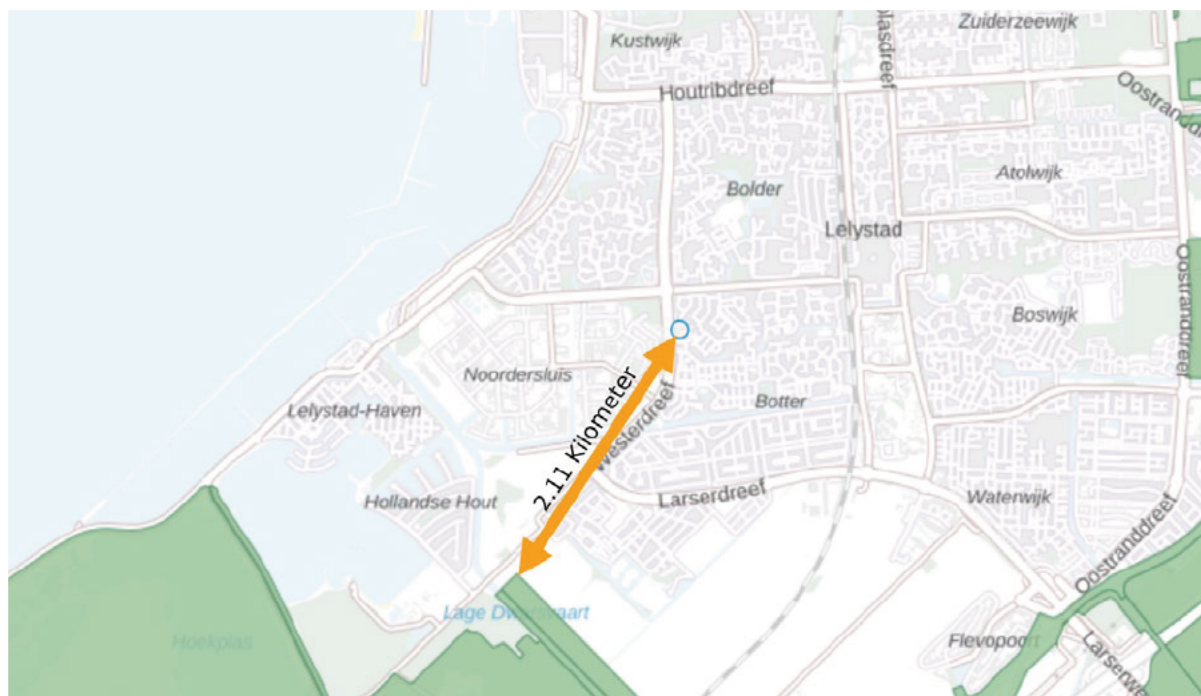 Zuiderzeewijk
Kustwijk
Houtribdreef
Bolder
Atolwijk
Lelystad
Oostranddreef
Boswijk
Noordersluis
2.11 Kilometer
Westerdreef
Lelystad-Haven
Botter
Hollandse Hout
Larserdreef
Waterwijk
Oostranddreef
Lage Dwarsvaart
Hoekplas
Flevopoort